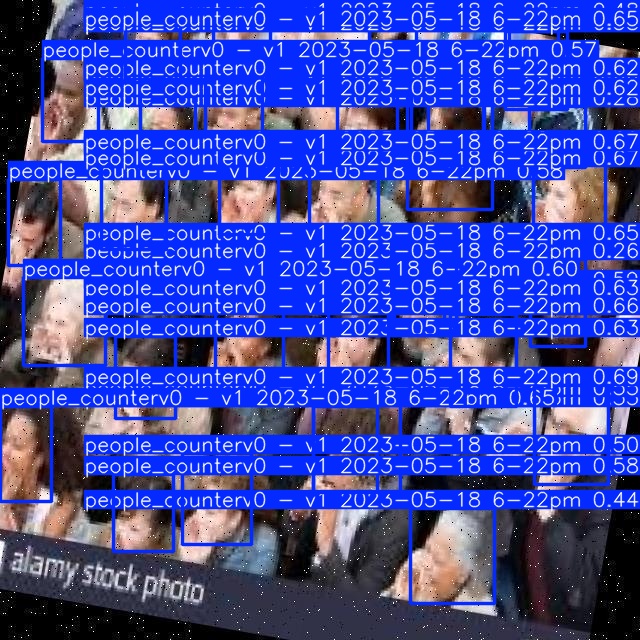 people_counterv0 – v1 2023-05-18 6-22pm 0.65
people_counterv0 – v1 2023-05-18 6-22pm 0.57
people_counterv0 – v1 2023-05-18 6-22pm 0.62
people_counterv0 – v1 2023-05-18 6-22pm 0.62
people_counterv0 – v1 2023-05-18 6-22pm 0.67
people_counterv0 – v1 2023-05-18 6-22pm 0.67
people_counterv0 – v1 2023-05-18 6-22pm 0.58
people_counterv0 – v1 2023-05-18 6-22pm 0.65
people_counterv0 – v1 2023-05-18 6-22pm 0.26
people_counterv0 – v1 2023-05-18 6-22pm 0.60
people_counterv0 – v1 2023-05-18 6-22pm 0.63
people_counterv0 – v1 2023-05-18 6-22pm 0.66
people_counterv0 – v1 2023-05-18 6-22pm 0.63
people_counterv0 – v1 2023-05-18 6-22pm 0.69
people_counterv0 – v1 2023-05-18 6-22pm 0.65
people_counterv0 – v1 2023-05-18 6-22pm 0.50
people_counterv0 – v1 2023-05-18 6-22pm 0.58
people_counterv0 – v1 2023-05-18 6-22pm 0.44
alamy stock photo